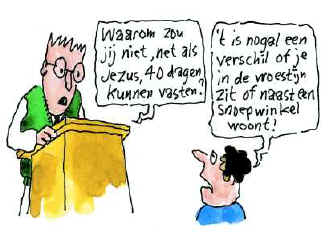 Waarom zou
jij niet, net als
Jezus, 40 dagen
kunnen vasten?
't is nogal een
verschil of je
in de woestijn
zit of naast een
snoepwinkel
woont!